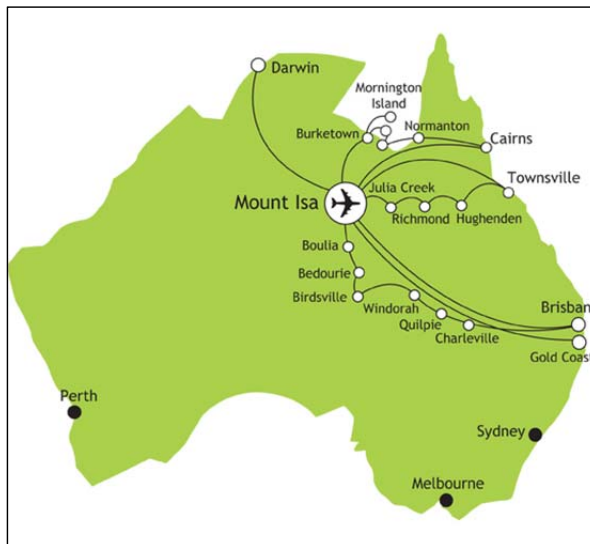 Darwin
Mornington
Island
Burketown
Normanton
Cairns
Townsville
Julia Creek
Mount Isa
Richmond
Hughenden
Boulia
Bedourie
Birdsville
Windorah
Quilpie
Charleville
Brisban
Gold Coast
Perth
Sydney
Melbourne